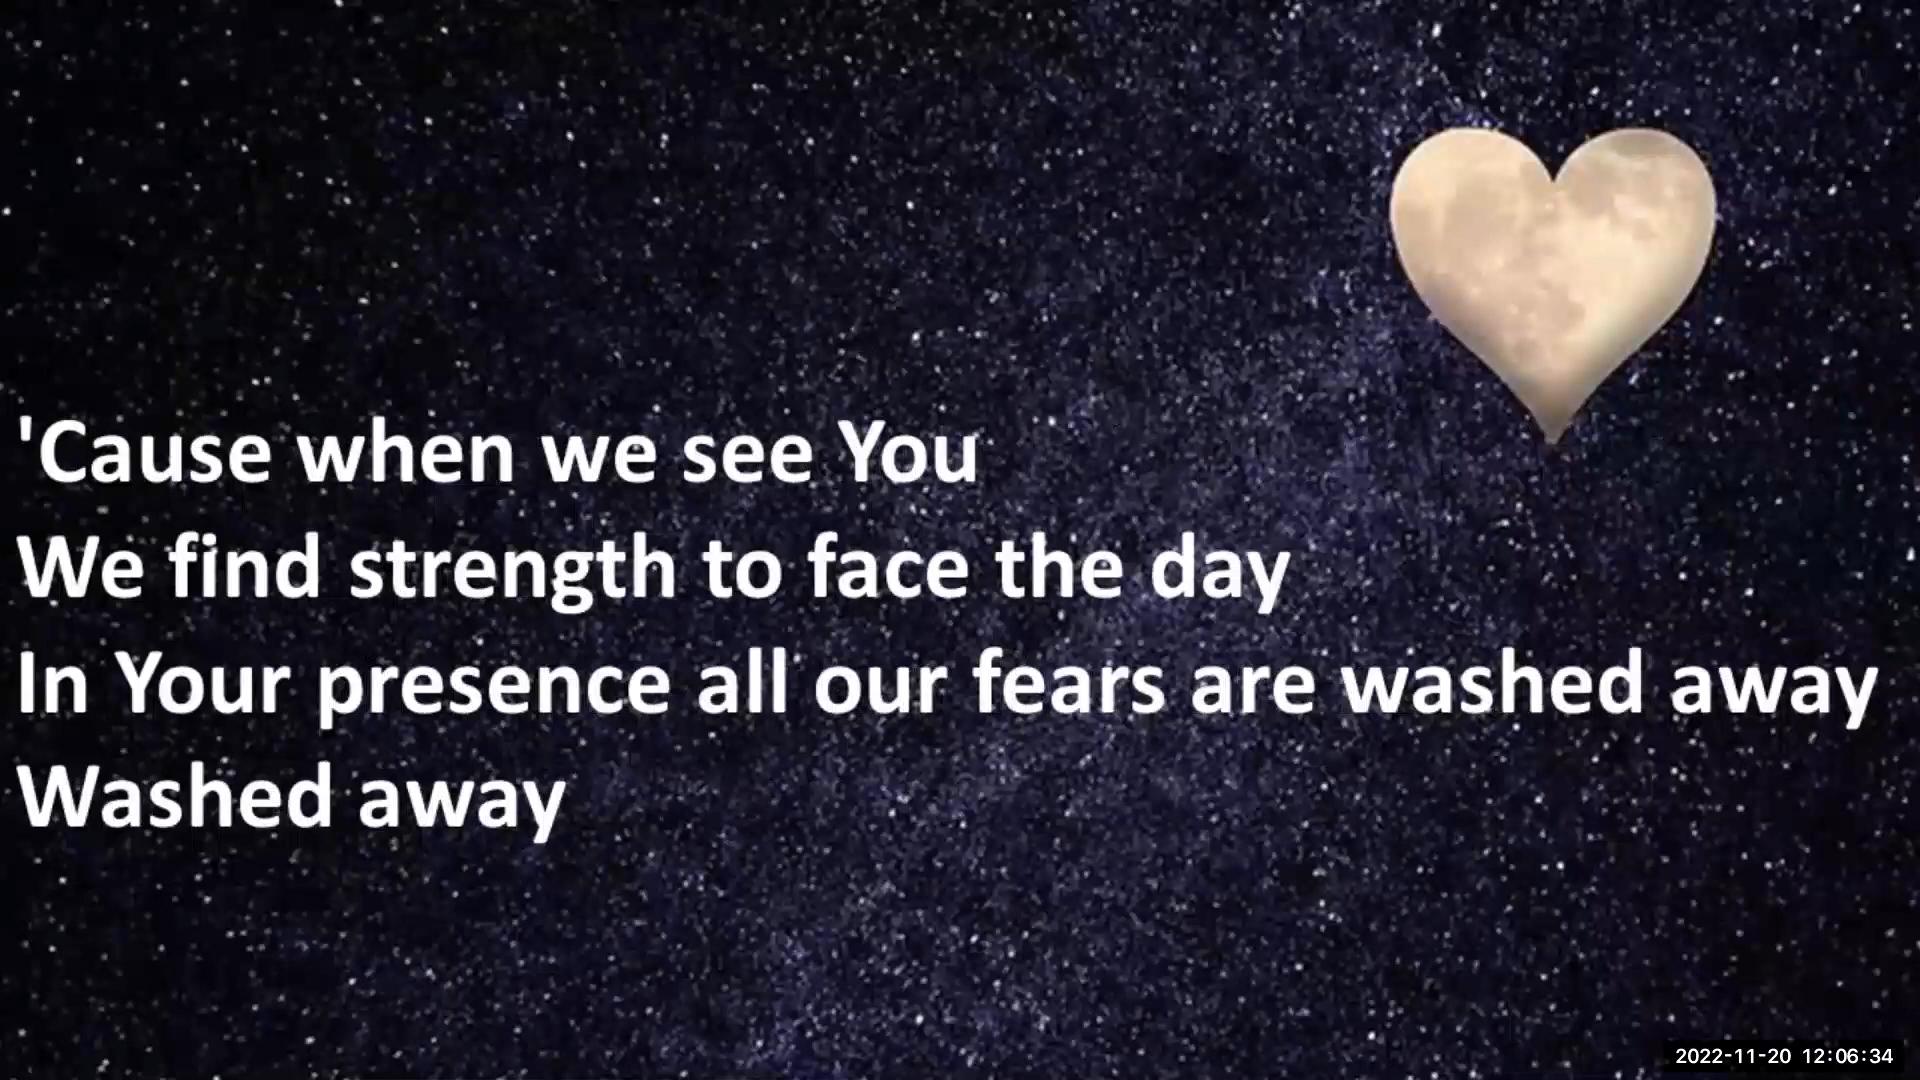 'Cause when we see You
We find strength to face the day
In Your presence all our fears are washed away
Washed away
2022-11-20 12:06:34